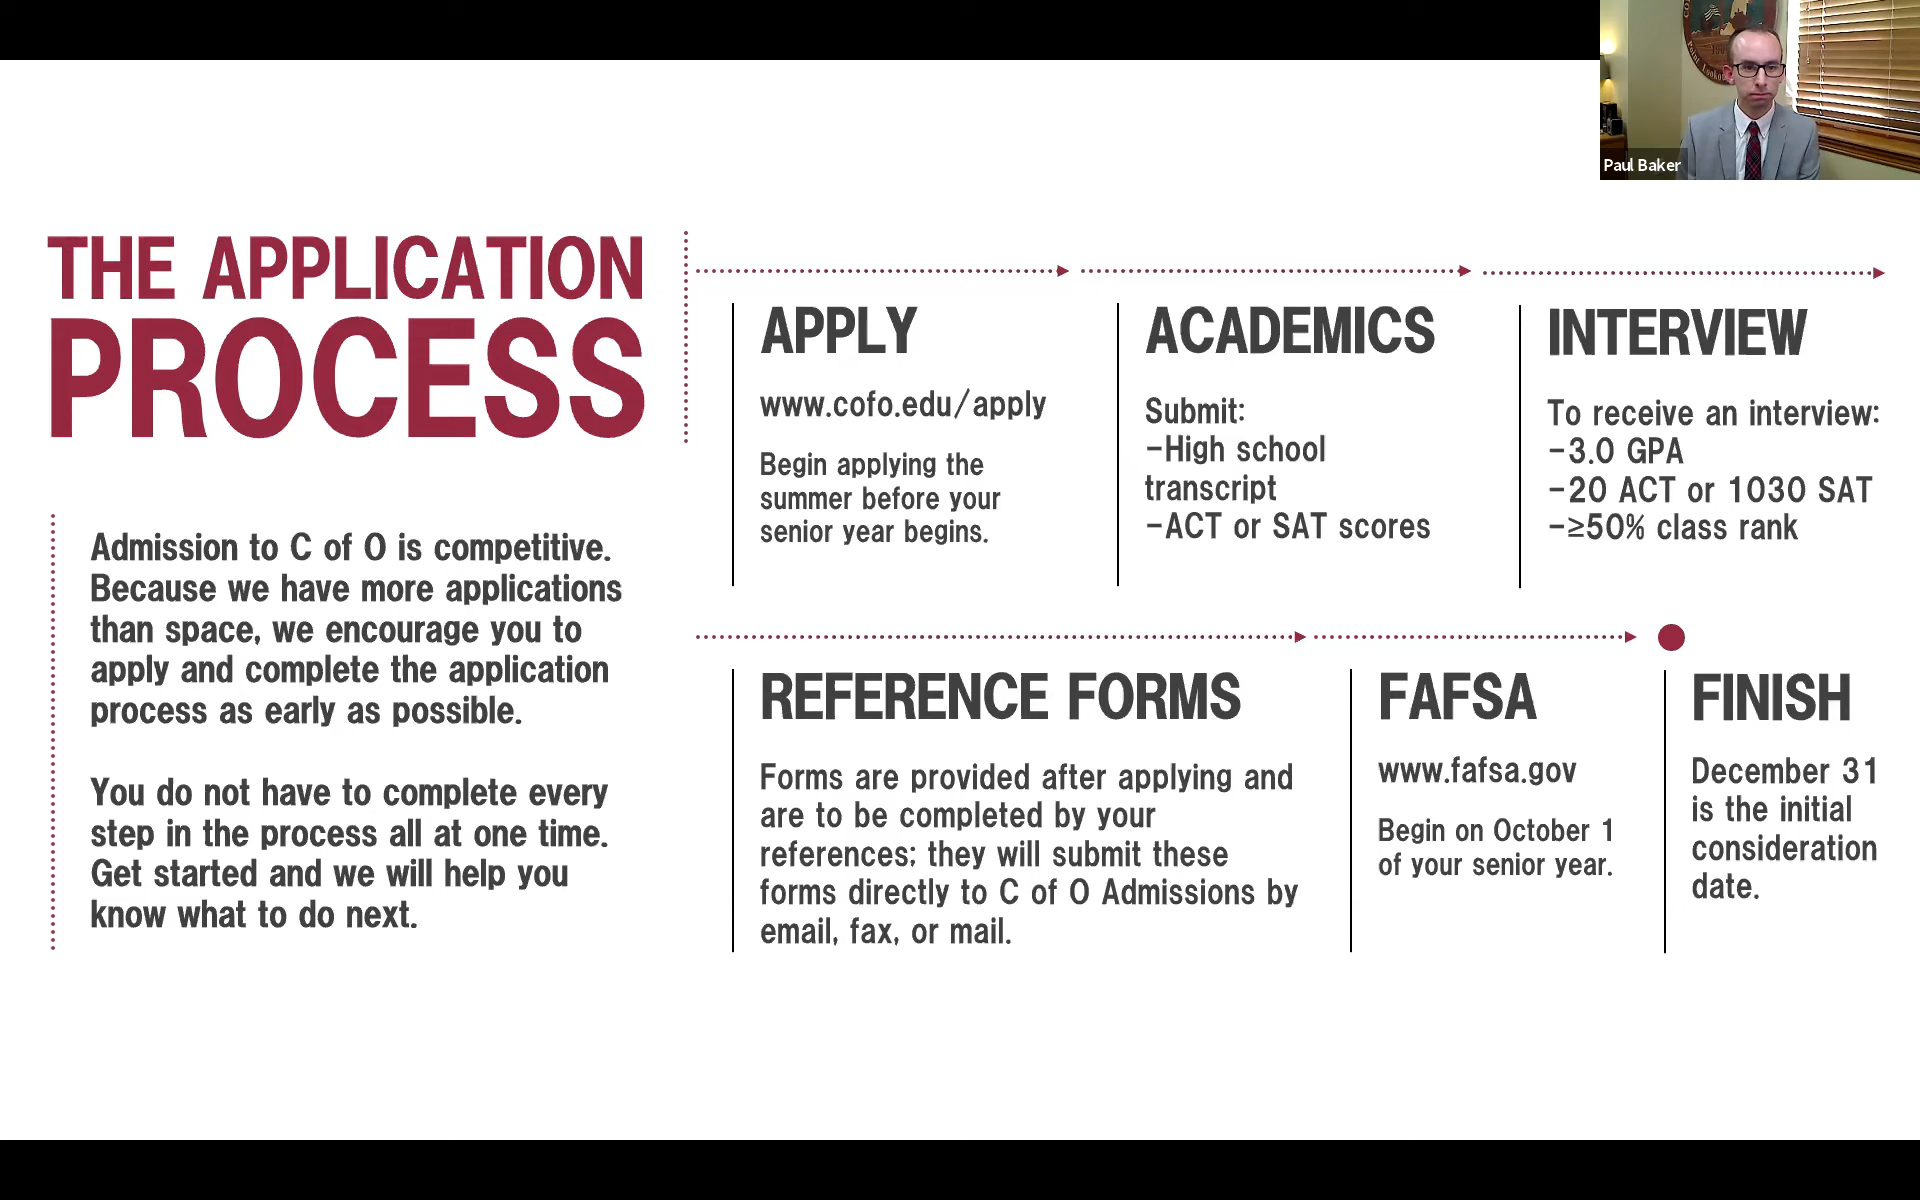 Paul Baker
THE APPLICATION
PROCESS
Admission to C of O is competitive.
Because we have more applications
than space, we encourage you to
apply and complete the application
process as early as possible.
You do not have to complete every
step in the process all at one time.
Get started and we will help you
know what to do next.
APPLY
www.cofo.edu/apply
Begin applying the
summer before your
senior year begins.
ACADEMICS
Submit:
-High school
transcript
-ACT or SAT scores
INTERVIEW
To receive an interview:
-3.0 GPA
-20 ACT or 1030 SAT
-≥50% class rank
REFERENCE FORMS
Forms are provided after applying and
are to be completed by your
references; they will submit these
forms directly to C of O Admissions by
email, fax, or mail.
FAFSA
www.fafsa.gov
Begin on October 1
of your senior year.
FINISH
December 31
is the initial
consideration
date.